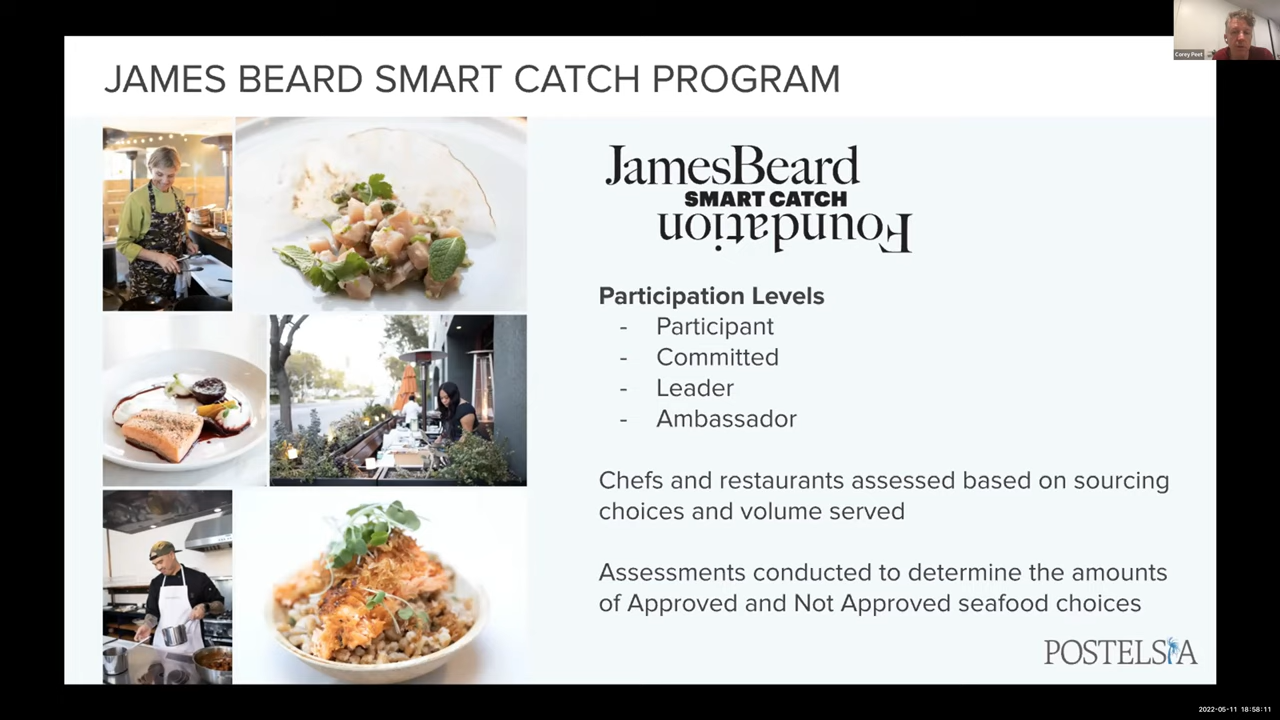 JAMES BEARD SMART CATCH PROGRAM
Corey Peet
JamesBeard
SMART CATCH
Foundation
Participation Levels
- Participant
- Committed
- Leader
- Ambassador
Chefs and restaurants assessed based on sourcing
choices and volume served
Assessments conducted to determine the amounts
of Approved and Not Approved seafood choices
POSTELSIA
2022-05-11 18:58:11